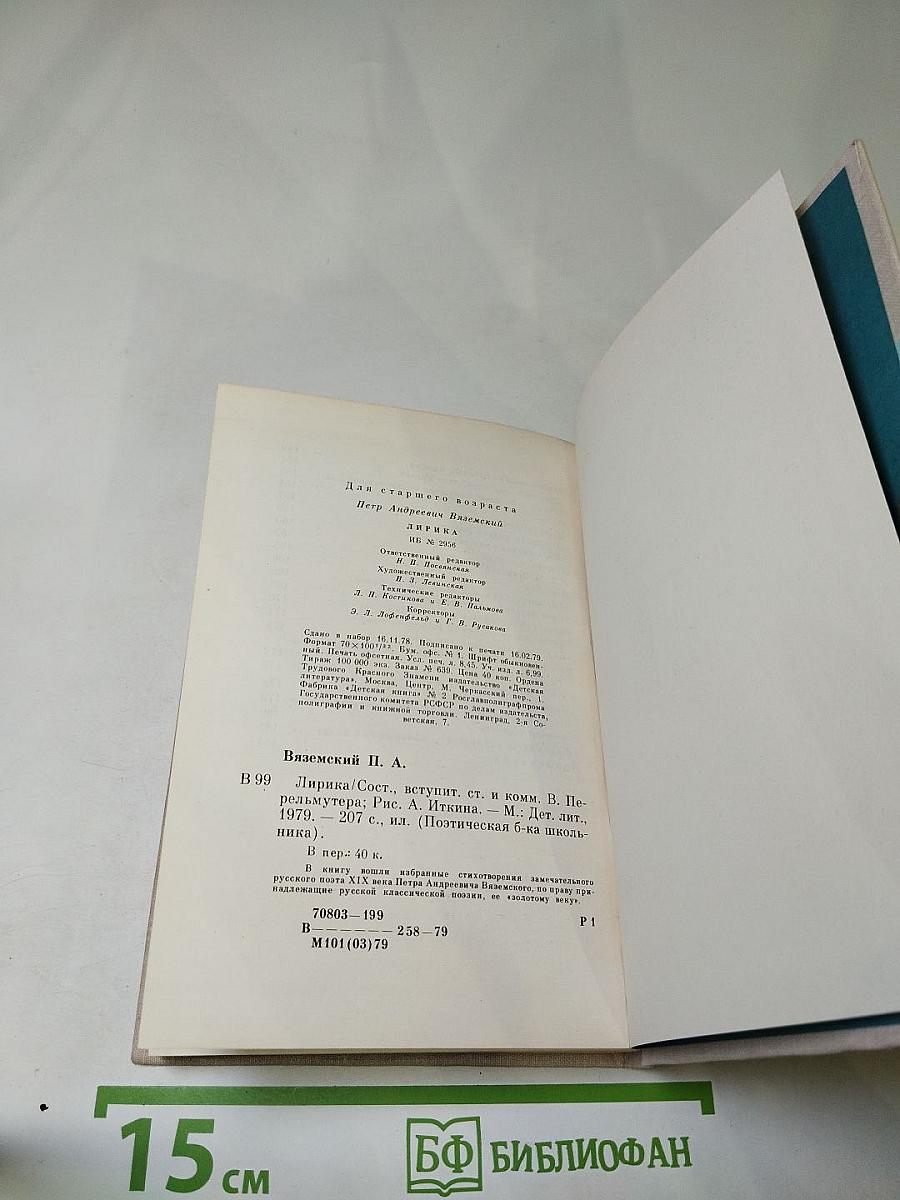 Для старшего возраста
Петр Андреевич Вяземский
ЛИРИКА
ИБ № 2956
Ответственный редактор
Н. П. Посвянская
Художественный редактор
Н. З. Левинская
Технические редакторы
Л. П. Костикова и Е. В. Пальмова
Корректоры
Э. Л. Лофенфельд и Г. В. Русакова
Сдано в набор 16.11.78. Подписано к печати 16.02.79.
Формат 70×100¹/₃₂. Бум. офс. № 1. Шрифт обыкновен-
ный. Печать офсетная. Усл. печ. л. 8,45. Уч. изд. л. 6,99.
Тираж 100 000 экз. Заказ № 639. Цена 40 коп. Ордена
Трудового Красного Знамени издательство «Детская
литература», Москва, Центр, М. Черкасский пер., 1.
Фабрика «Детская книга» № 2 Росглавполиграфпрома
Государственного комитета РСФСР по делам издательств,
полиграфии и книжной торговли. Ленинград, 2-я Со-
ветская, 7.
Вяземский П. А.
В 99 Лирика/Сост., вступит. ст. и комм. В. Пе-
рельмутера; Рис. А. Иткина. — М.: Дет. лит.,
1979. — 207 с., ил. (Поэтическая б-ка школь-
ника).
В пер.: 40 к.
В книгу вошли избранные стихотворения замечательного
русского поэта XIX века Петра Андреевича Вяземского, по праву при-
надлежащие русской классической поэзии, ее «золотому веку».
70803—199
В—————— 258—79 Р 1
М101(03)79
15 см БФ БИБЛИОФАН